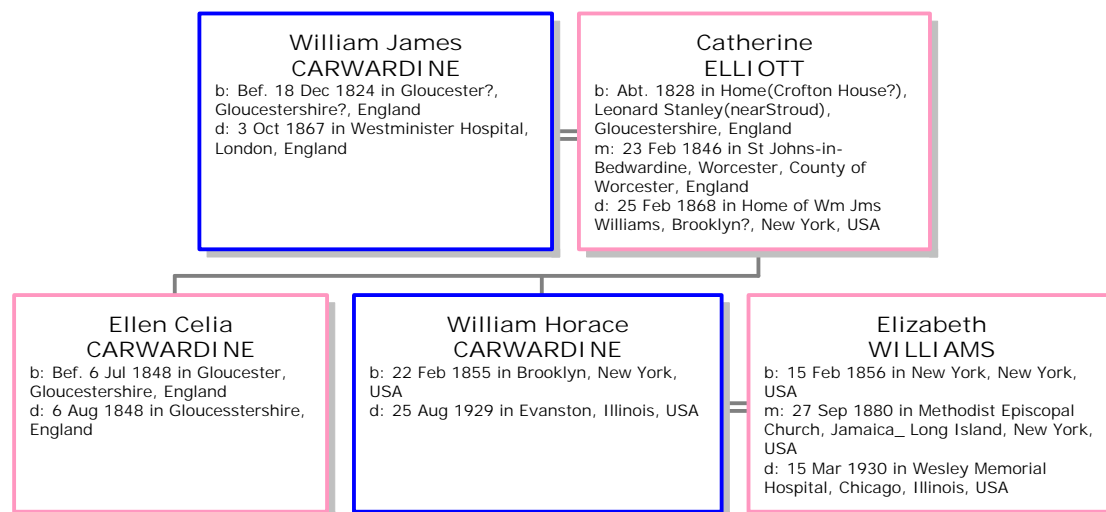 William James
CARWARDINE
b: Bef. 18 Dec 1824 in Gloucester?,
Gloucestershire?, England
d: 3 Oct 1867 in Westminister Hospital,
London, England
Catherine
ELLIOTT
b: Abt. 1828 in Home(Crofton House?),
Leonard Stanley(nearStroud),
Gloucestershire, England
m: 23 Feb 1846 in St Johns-in-
Bedwardine, Worcester, County of
Worcester, England
d: 25 Feb 1868 in Home of Wm Jms
Williams, Brooklyn?, New York, USA
Ellen Celia
CARWARDINE
b: Bef. 6 Jul 1848 in Gloucester,
Gloucestershire, England
d: 6 Aug 1848 in Gloucesstershire,
England
William Horace
CARWARDINE
b: 22 Feb 1855 in Brooklyn, New York,
USA
d: 25 Aug 1929 in Evanston, Illinois, USA
Elizabeth
WILLIAMS
b: 15 Feb 1856 in New York, New York,
USA
m: 27 Sep 1880 in Methodist Episcopal
Church, Jamaica_ Long Island, New York,
USA
d: 15 Mar 1930 in Wesley Memorial
Hospital, Chicago, Illinois, USA